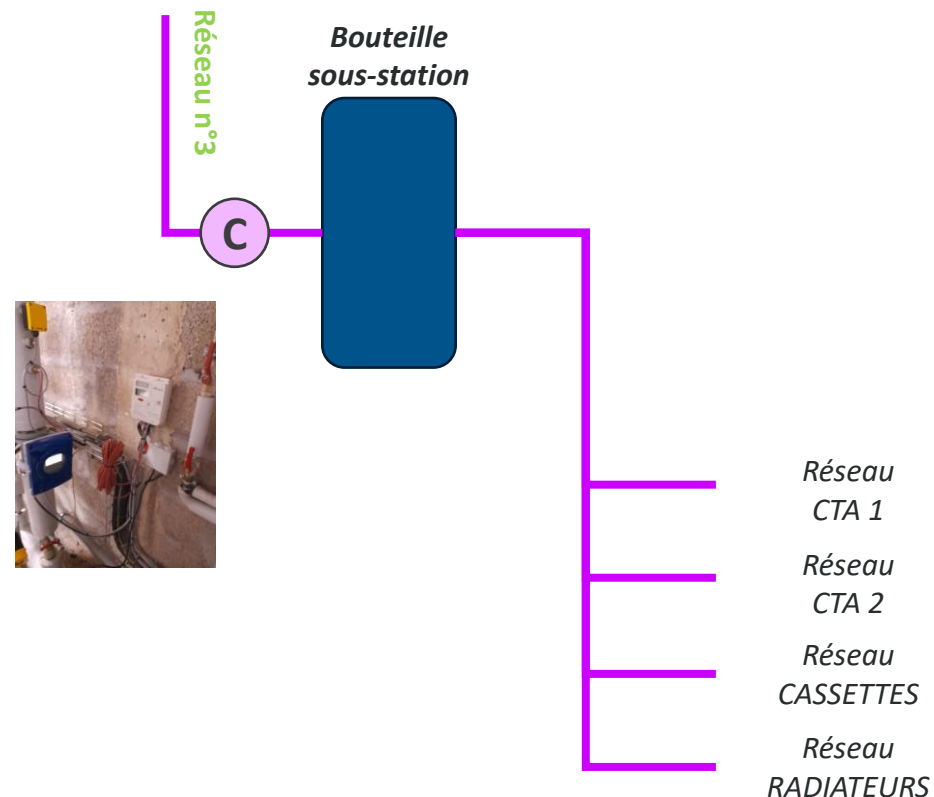 Réseau n°3
Bouteille
sous-station
C
Réseau
CTA 1
Réseau
CTA 2
Réseau
CASSETTES
Réseau
RADIATEURS